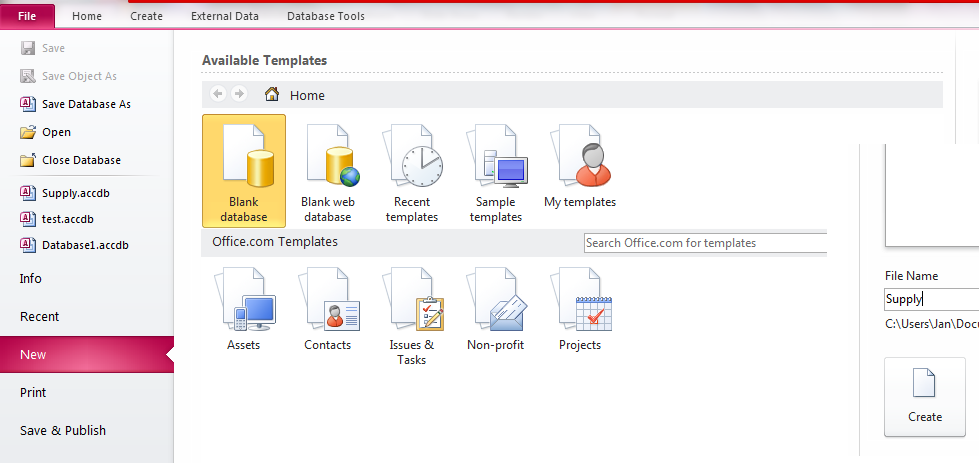 File Home Create External Data Database Tools
Save
Save Object As
Save Database As
Open
Close Database
Supply.accdb
test.accdb
Database1.accdb
Info
Recent
New
Print
Save & Publish
Available Templates
Home
Blank database
Blank web database
Recent templates
Sample templates
My templates
Office.com Templates
Search Office.com for templates
Assets
Contacts
Issues & Tasks
Non-profit
Projects
File Name
Supply
C:\Users\Jan\Docu
Create